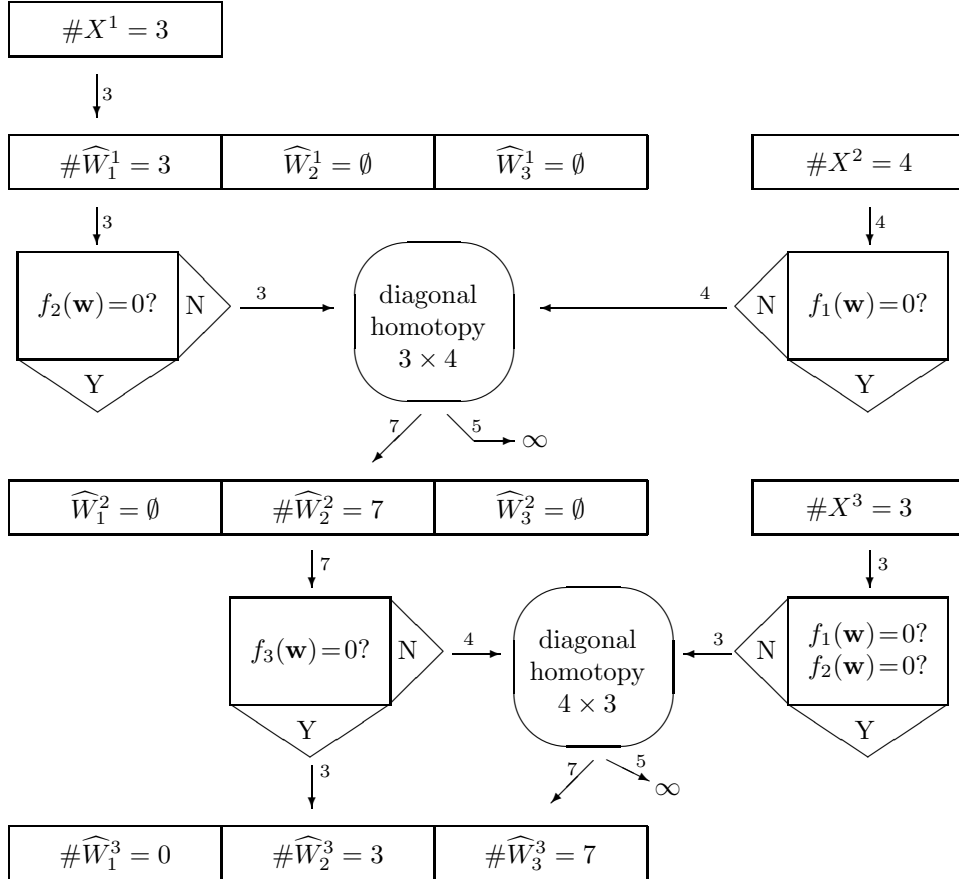 #X^1 = 3
3
#Ŵ_1^1 = 3 Ŵ_2^1 = ∅ Ŵ_3^1 = ∅ #X^2 = 4
3 4
f_2(w)=0? N 3 diagonal homotopy 3 × 4 4 N f_1(w)=0?
Y Y
7 5 ∞
Ŵ_1^2 = ∅ #Ŵ_2^2 = 7 Ŵ_3^2 = ∅ #X^3 = 3
7 3
f_3(w)=0? N 4 diagonal homotopy 4 × 3 3 N f_1(w)=0? f_2(w)=0?
Y Y
3 7 5 ∞
#Ŵ_1^3 = 0 #Ŵ_2^3 = 3 #Ŵ_3^3 = 7